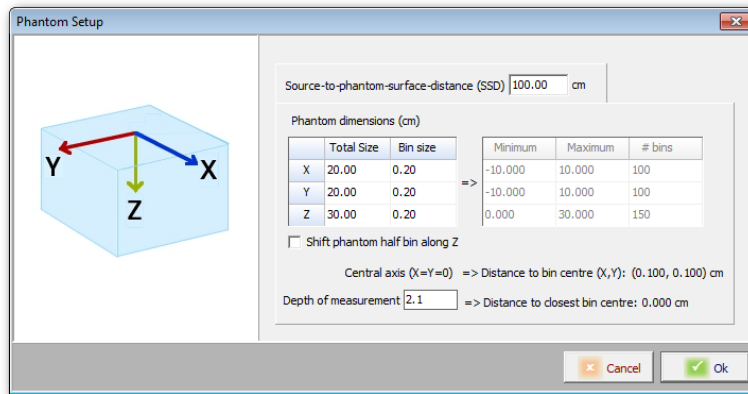 Phantom Setup
Source-to-phantom-surface-distance (SSD) 100.00 cm
Phantom dimensions (cm)
Total Size Bin size Minimum Maximum # bins
X 20.00 0.20 -10.000 10.000 100
Y 20.00 0.20 => -10.000 10.000 100
Z 30.00 0.20 0.000 30.000 150
Shift phantom half bin along Z
Central axis (X=Y=0) => Distance to bin centre (X,Y): (0.100, 0.100) cm
Depth of measurement 2.1 => Distance to closest bin centre: 0.000 cm
Y
X
Z
Cancel Ok